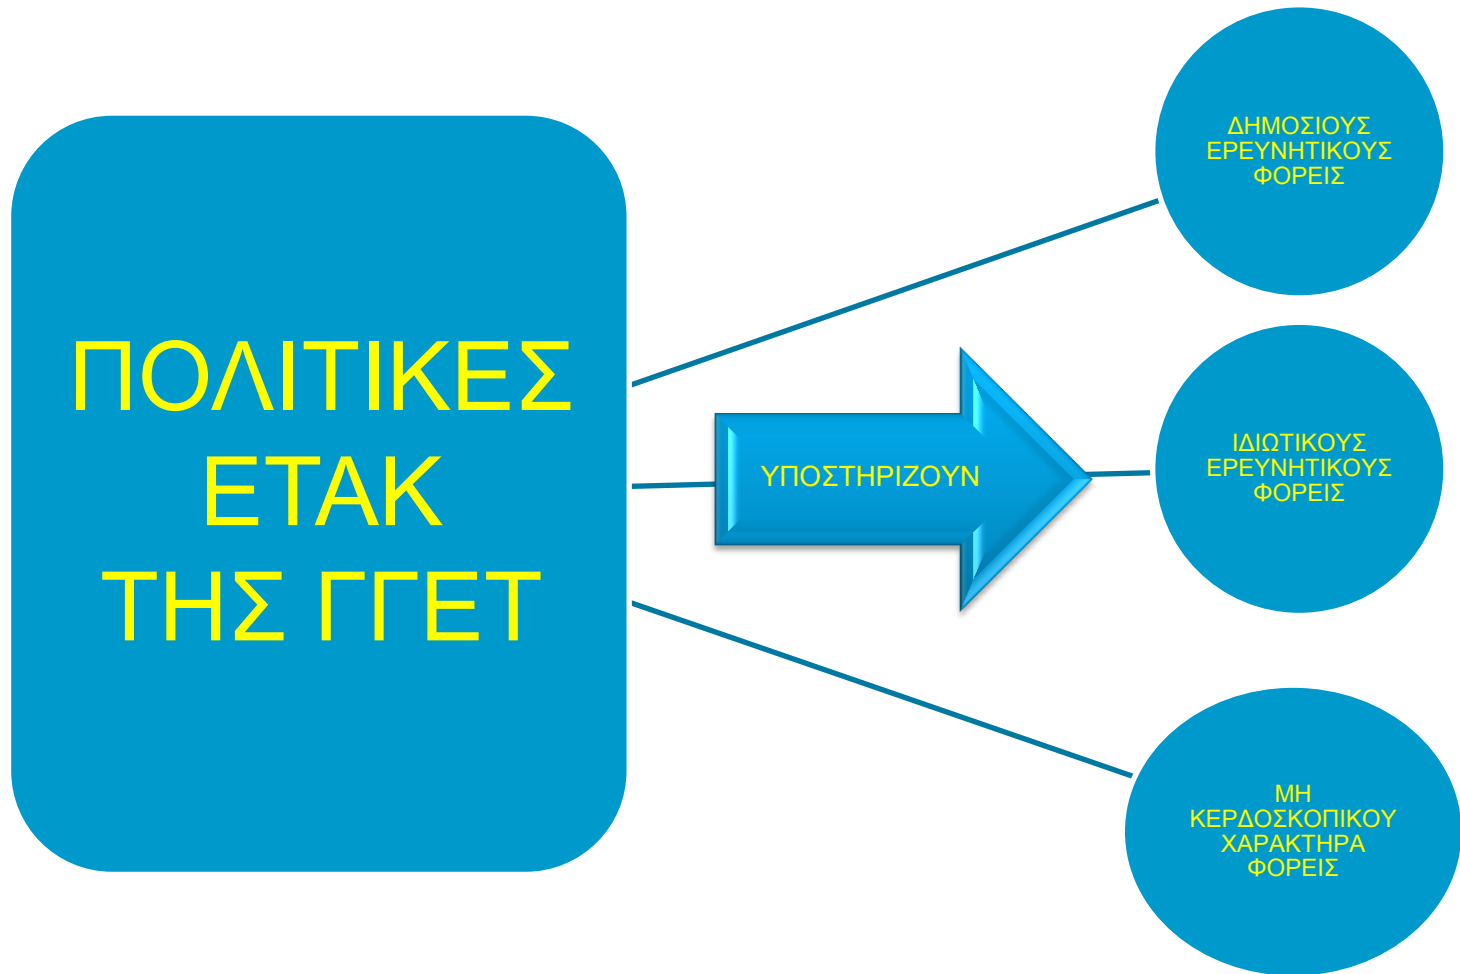 ΠΟΛΙΤΙΚΕΣ
ΕΤΑΚ
ΤΗΣ ΓΓΕΤ
ΥΠΟΣΤΗΡΙΖΟΥΝ
ΔΗΜΟΣΙΟΥΣ
ΕΡΕΥΝΗΤΙΚΟΥΣ
ΦΟΡΕΙΣ
ΙΔΙΩΤΙΚΟΥΣ
ΕΡΕΥΝΗΤΙΚΟΥΣ
ΦΟΡΕΙΣ
ΜΗ
ΚΕΡΔΟΣΚΟΠΙΚΟΥ
ΧΑΡΑΚΤΗΡΑ
ΦΟΡΕΙΣ